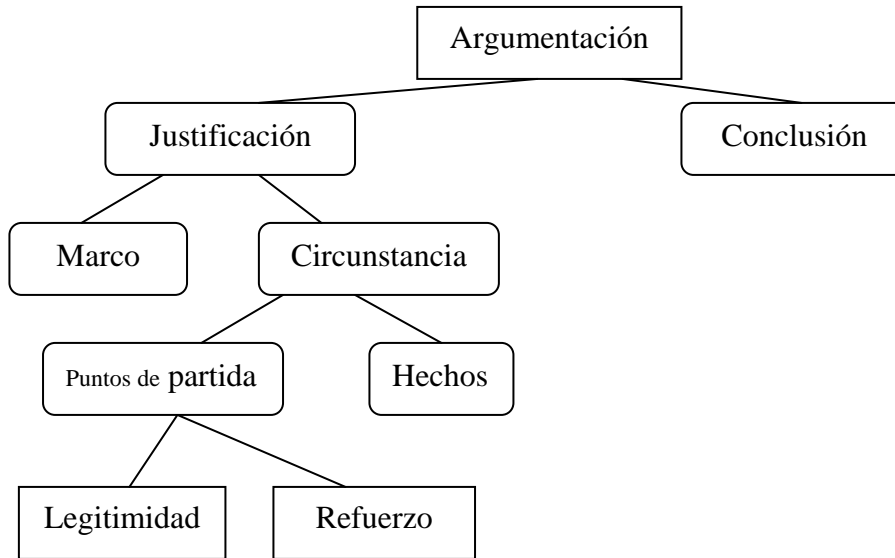 Argumentación
Justificación
Conclusión
Marco
Circunstancia
Puntos de partida
Hechos
Legitimidad
Refuerzo